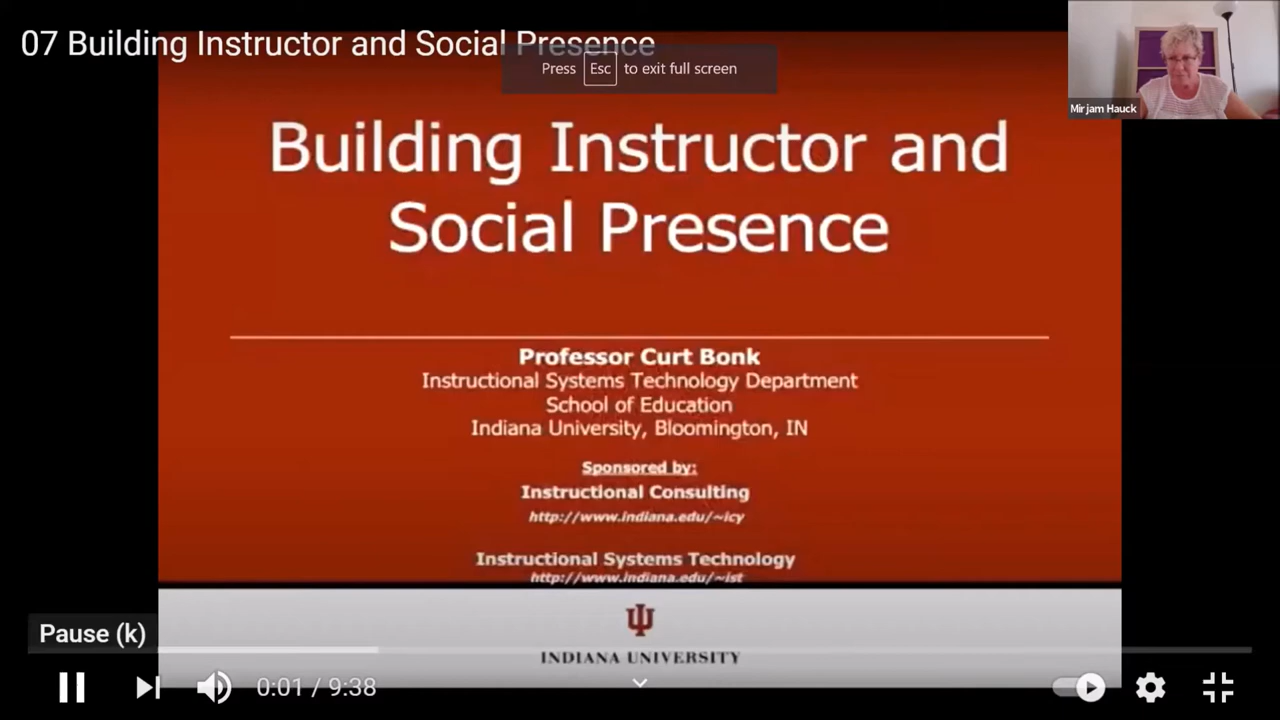 07 Building Instructor and Social Presence
Press Esc to exit full screen
Mirjam Hauck
Building Instructor and
Social Presence
Professor Curt Bonk
Instructional Systems Technology Department
School of Education
Indiana University, Bloomington, IN
Sponsored by:
Instructional Consulting
http://www.indiana.edu/~icy
Instructional Systems Technology
http://www.indiana.edu/~ist
INDIANA UNIVERSITY
Pause (k)
0:01 / 9:38